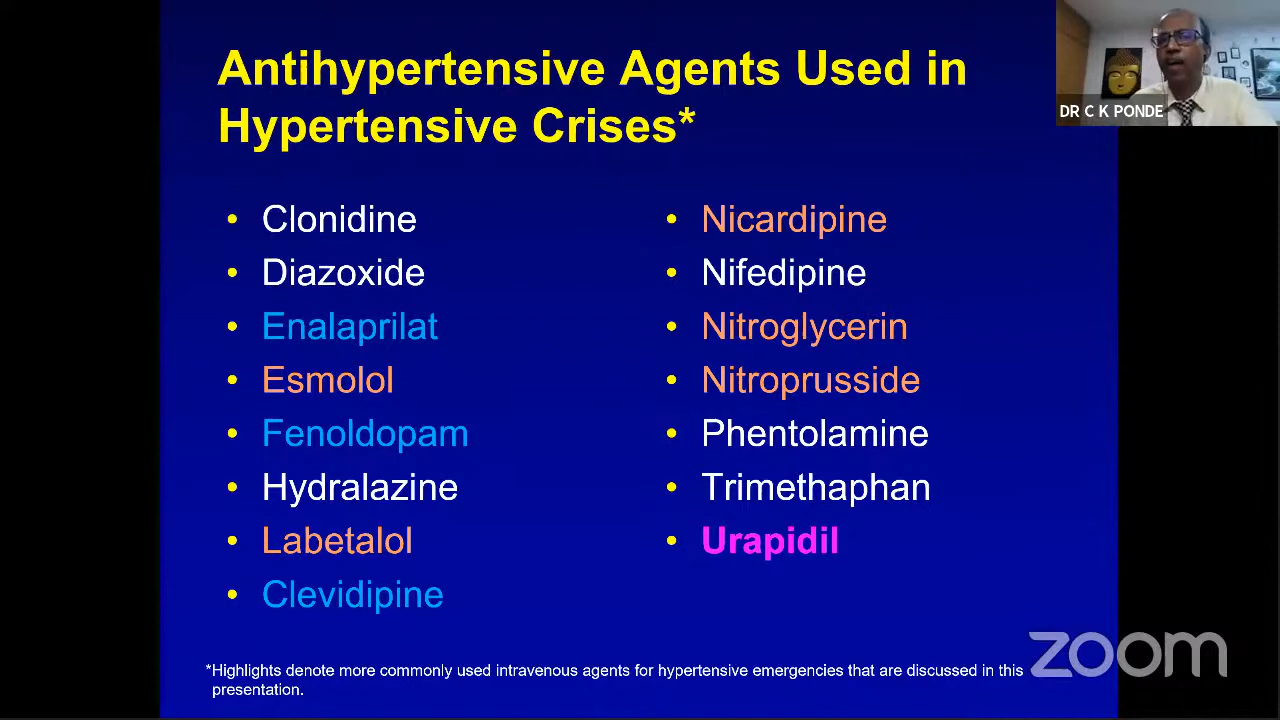 Antihypertensive Agents Used in
Hypertensive Crises*
DR C K PONDE
• Clonidine
• Diazoxide
• Enalaprilat
• Esmolol
• Fenoldopam
• Hydralazine
• Labetalol
• Clevidipine
• Nicardipine
• Nifedipine
• Nitroglycerin
• Nitroprusside
• Phentolamine
• Trimethaphan
• Urapidil
*Highlights denote more commonly used intravenous agents for hypertensive emergencies that are discussed in this
presentation.
zoom